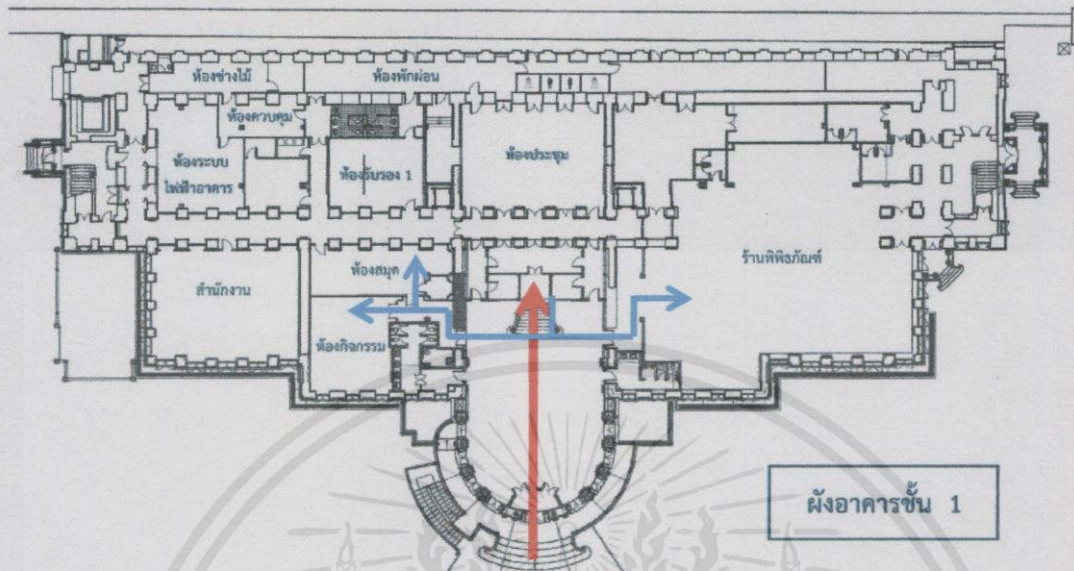 ห้องช่างไม้
ห้องพักผ่อน
ห้องควบคุม
ห้องประชุม
ห้องระบบ
ไฟฟ้าอาคาร
ห้องรับรอง 1
ห้องสมุด
ร้านพิพิธภัณฑ์
สำนักงาน
ห้องกิจกรรม
ผังอาคารชั้น 1